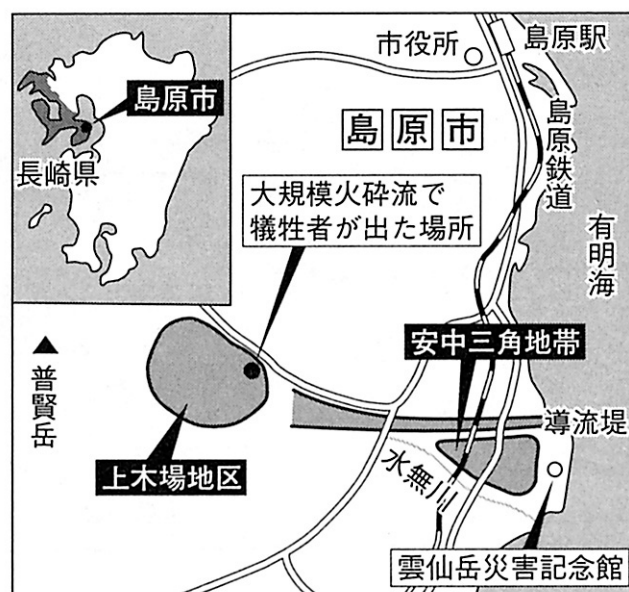 市役所
島原駅
島原市
島原市
島原鉄道
長崎県
大規模火砕流で
犠牲者が出た場所
有明海
安中三角地帯
▲普賢岳
導流堤
上木場地区
水無川
雲仙岳災害記念館